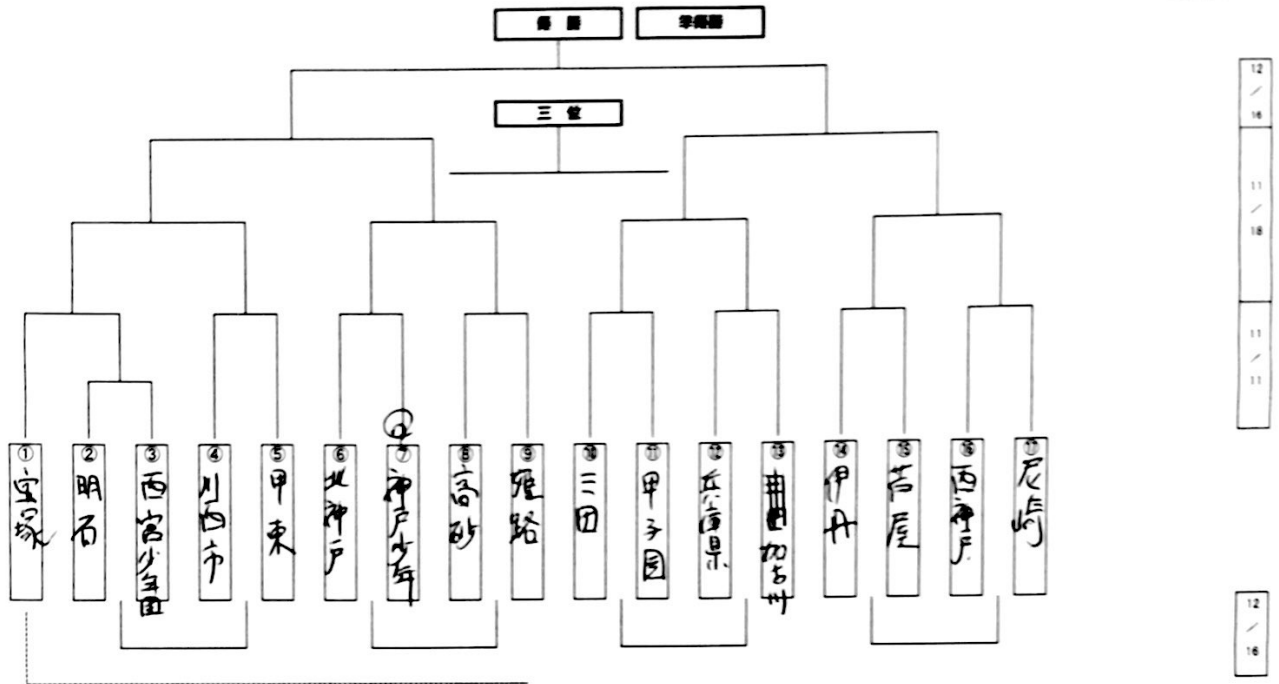 優勝 準優勝
三位
12/16
11/18
11/11
① 宝塚
② 明石
③ 西宮少年団
④ 川西市
⑤ 甲東
⑥ 北神戸
⑦ 神戸少年
⑧ 高砂
⑨ 姫路
⑩ 三田
⑪ 甲子園
⑫ 兵庫県
⑬ 加古川
⑭ 伊丹
⑮ 芦屋
⑯ 西神戸
⑰ 尼崎
12/16